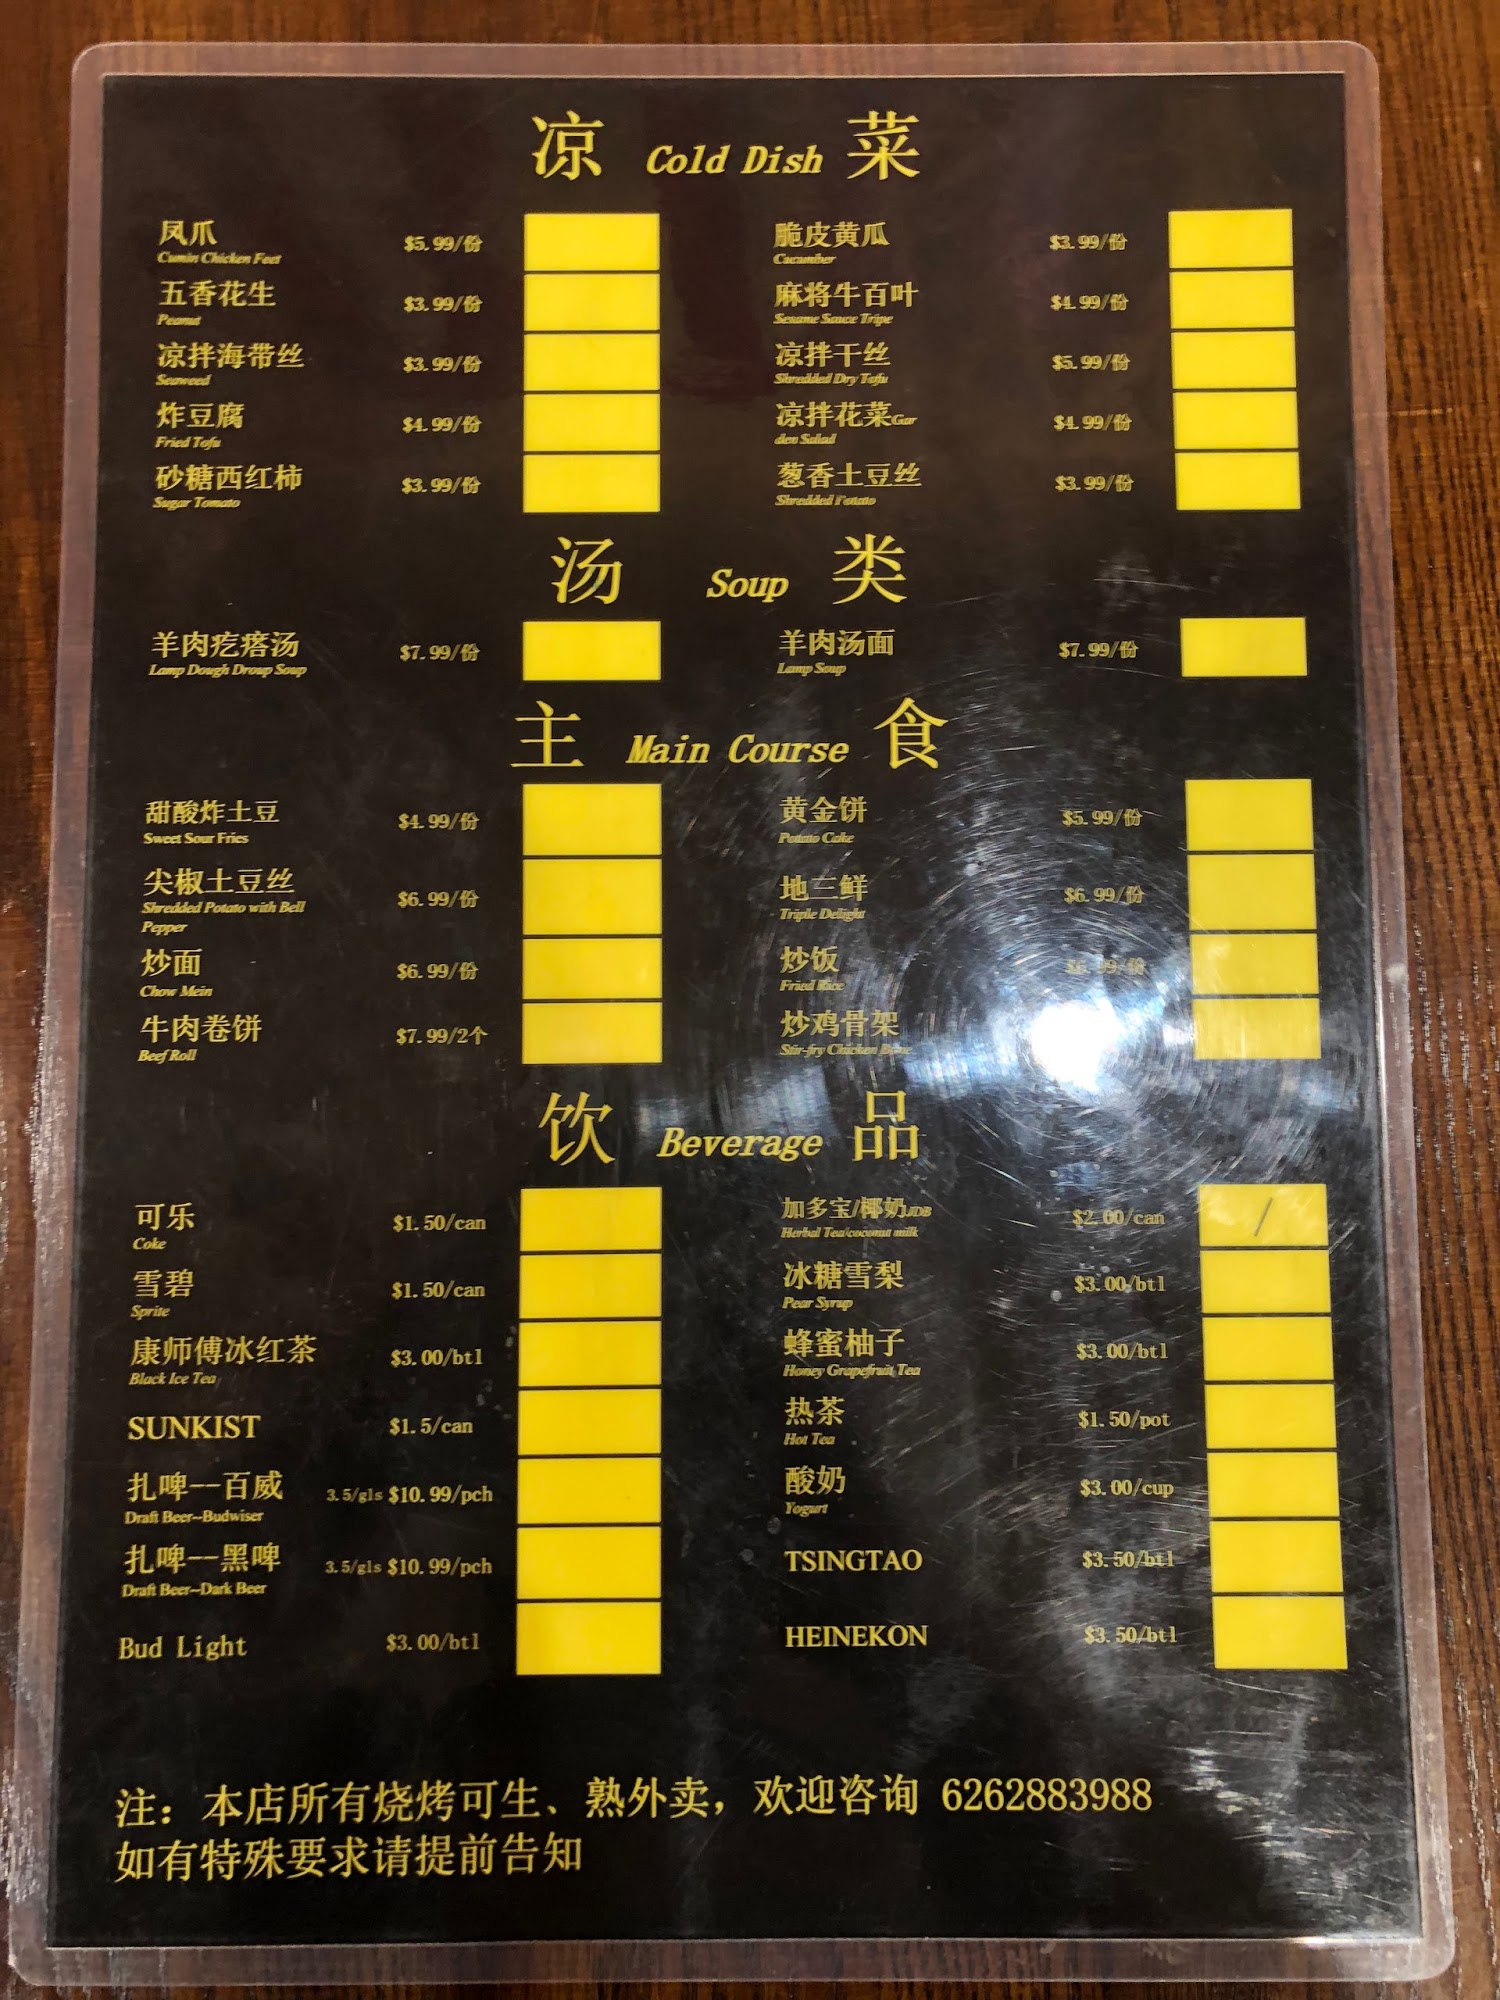 凉 Cold Dish 菜
凤爪 $5.99/份
Cumin Chicken Feet
脆皮黄瓜 $3.99/份
Cucumber
五香花生 $3.99/份
Peanut
麻将牛百叶 $4.99/份
Sesame Sauce Tripe
凉拌海带丝 $3.99/份
Seaweed
凉拌干丝 $5.99/份
Shredded Dry Tofu
炸豆腐 $4.99/份
Fried Tofu
凉拌花菜Gar $4.99/份
den Salad
砂糖西红柿 $3.99/份
Sugar Tomato
葱香土豆丝 $3.99/份
Shredded Potato
汤 Soup 类
羊肉疙瘩汤 $7.99/份
Lamp Dough Droup Soup
羊肉汤面 $7.99/份
Lamp Soup
主 Main Course 食
甜酸炸土豆 $4.99/份
Sweet Sour Fries
黄金饼 $5.99/份
Potato Cake
尖椒土豆丝 $6.99/份
Shredded Potato with Bell
Pepper
地三鲜 $6.99/份
Triple Delight
炒面 $6.99/份
Chow Mein
炒饭 $6.99/份
Fried Rice
牛肉卷饼 $7.99/2个
Beef Roll
炒鸡骨架
Stir-fry Chicken Bone
饮 Beverage 品
可乐 $1.50/can
Coke
加多宝/椰奶JDB $2.00/can /
Herbal Tea/coconut milk
雪碧 $1.50/can
Sprite
冰糖雪梨 $3.00/btl
Pear Syrup
康师傅冰红茶 $3.00/btl
Black Ice Tea
蜂蜜柚子 $3.00/btl
Honey Grapefruit Tea
SUNKIST $1.5/can
热茶 $1.50/pot
Hot Tea
扎啤--百威 3.5/gls $10.99/pch
Draft Beer--Budwiser
酸奶 $3.00/cup
Yogurt
扎啤--黑啤 3.5/gls $10.99/pch
Draft Beer--Dark Beer
TSINGTAO $3.50/btl
Bud Light $3.00/btl
HEINEKON $3.50/btl
注：本店所有烧烤可生、熟外卖，欢迎咨询 6262883988
如有特殊要求请提前告知